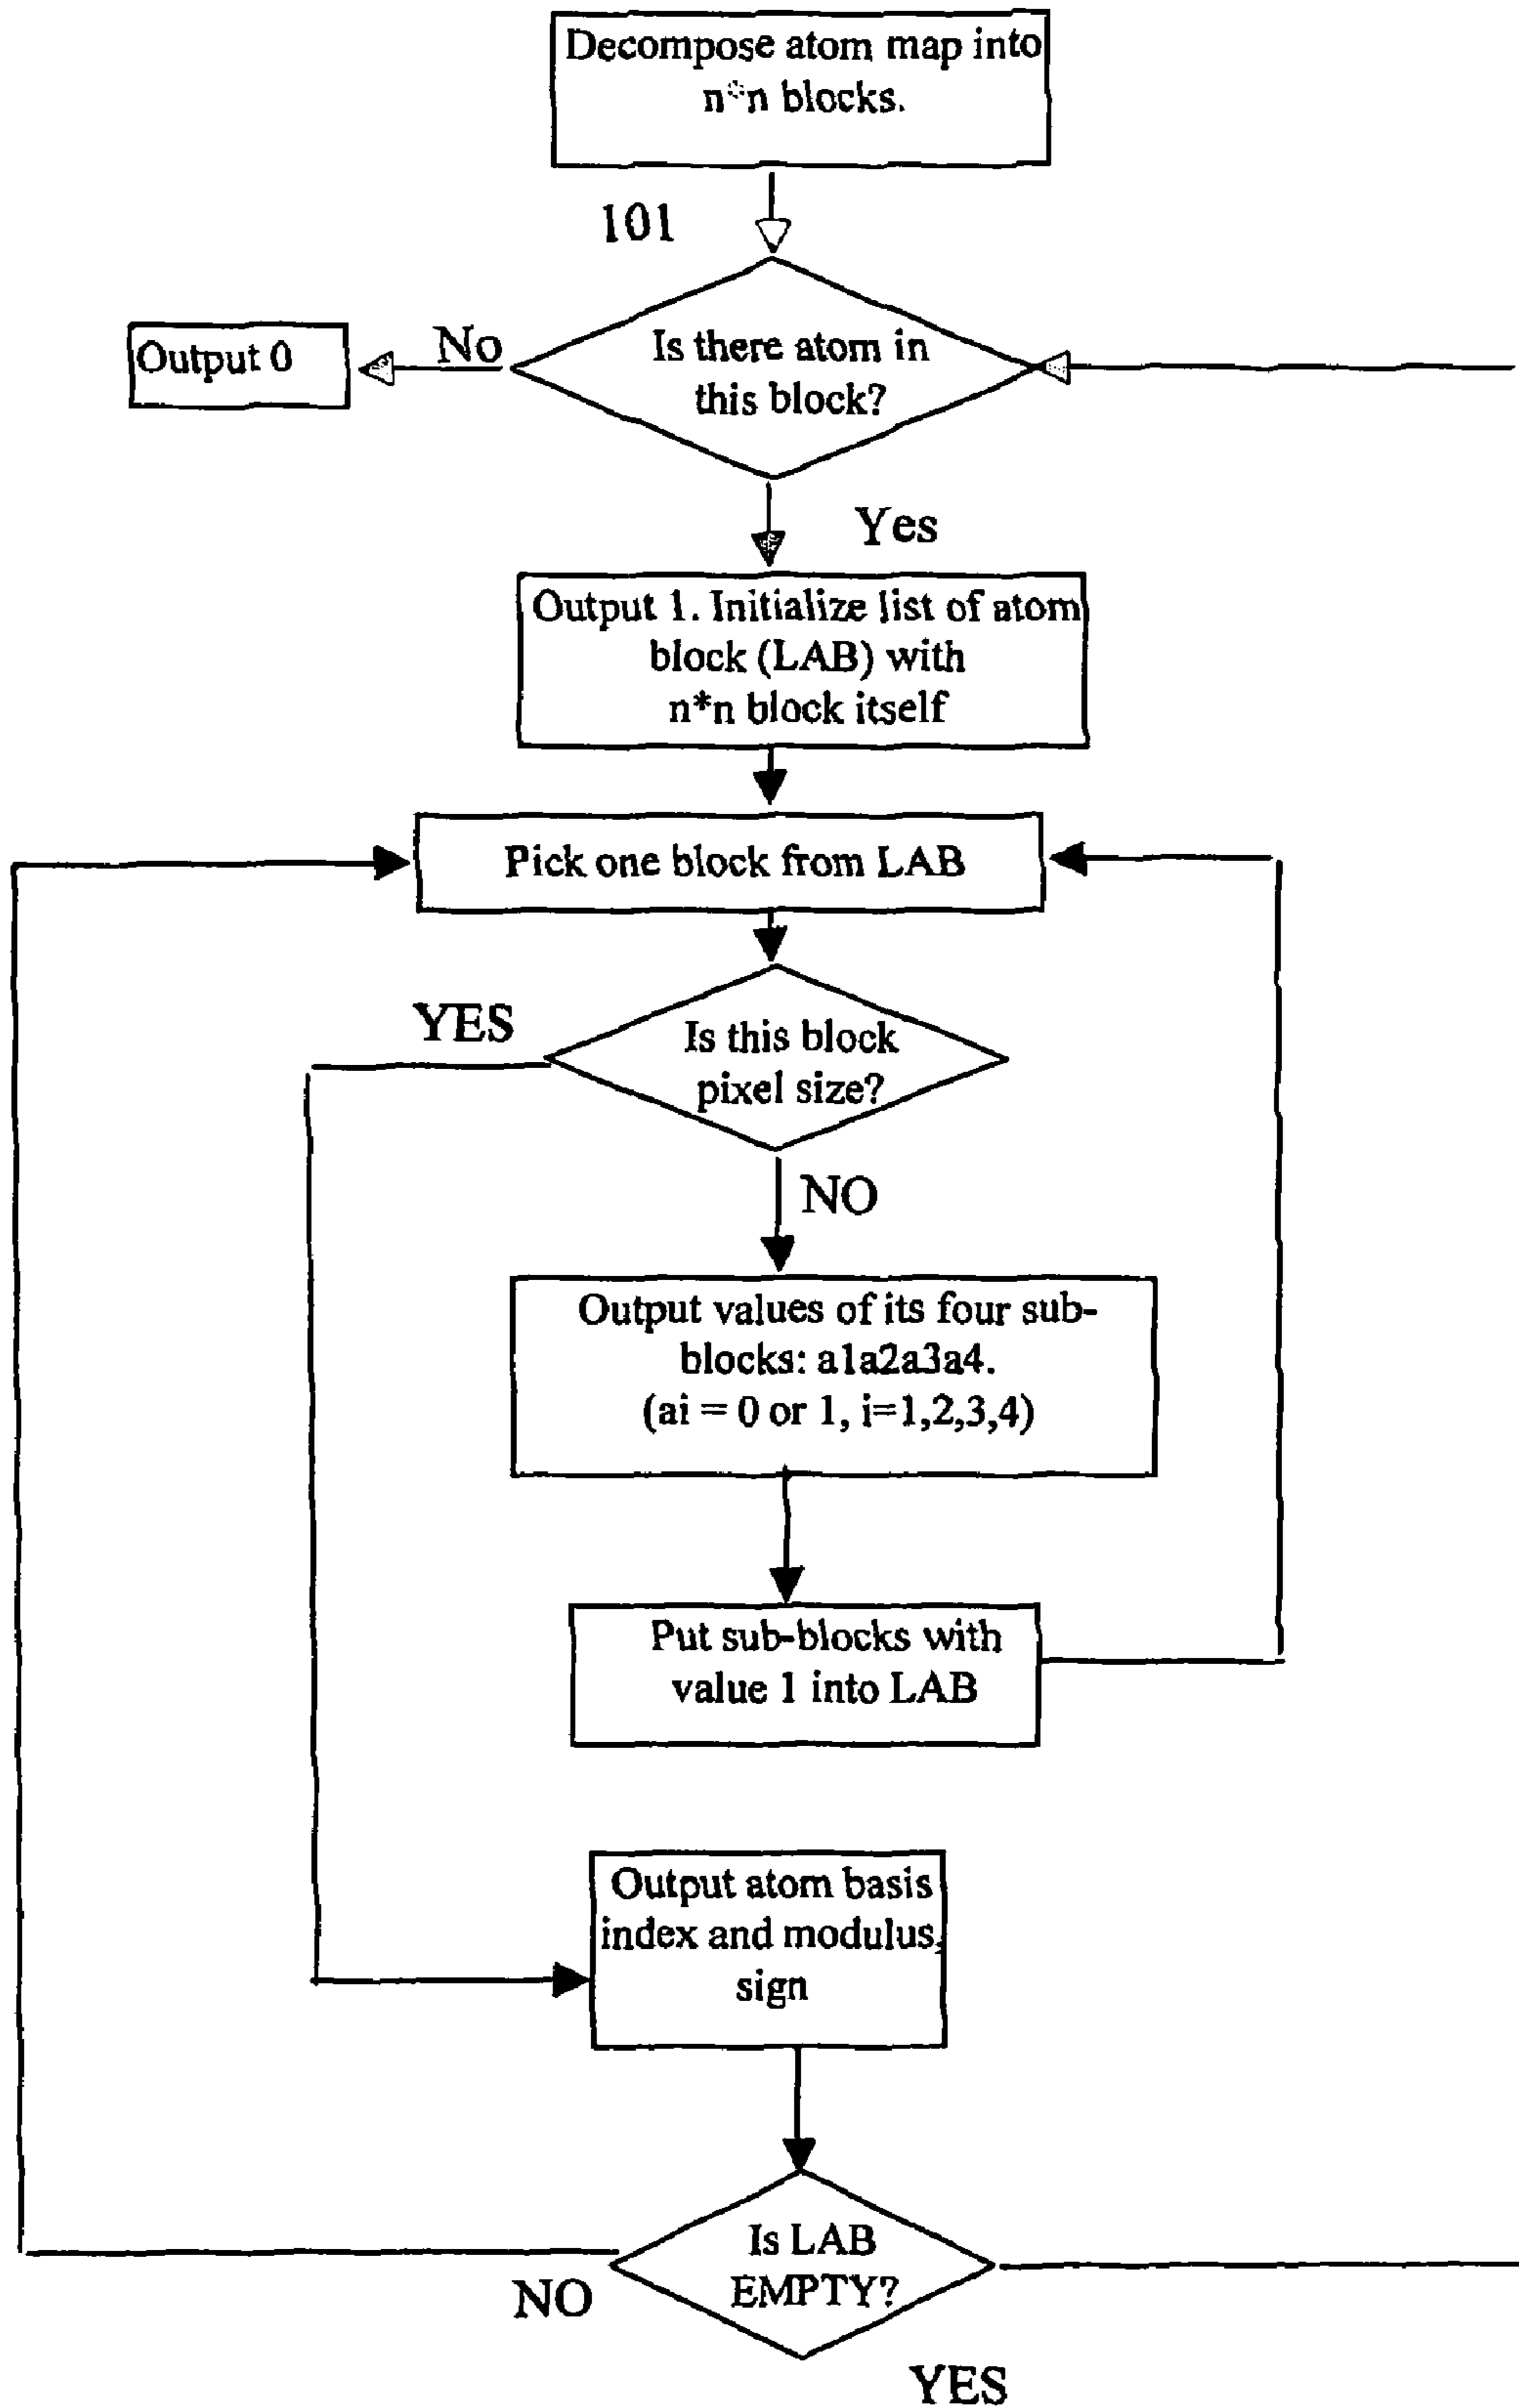 Decompose atom map into
n*n blocks.
101
Is there atom in
this block?
No
Output 0
Yes
Output 1. Initialize list of atom
block (LAB) with
n*n block itself
Pick one block from LAB
YES
Is this block
pixel size?
NO
Output values of its four sub-
blocks: a1a2a3a4.
(ai = 0 or 1, i=1,2,3,4)
Put sub-blocks with
value 1 into LAB
Output atom basis
index and modulus,
sign
Is LAB
EMPTY?
NO
YES